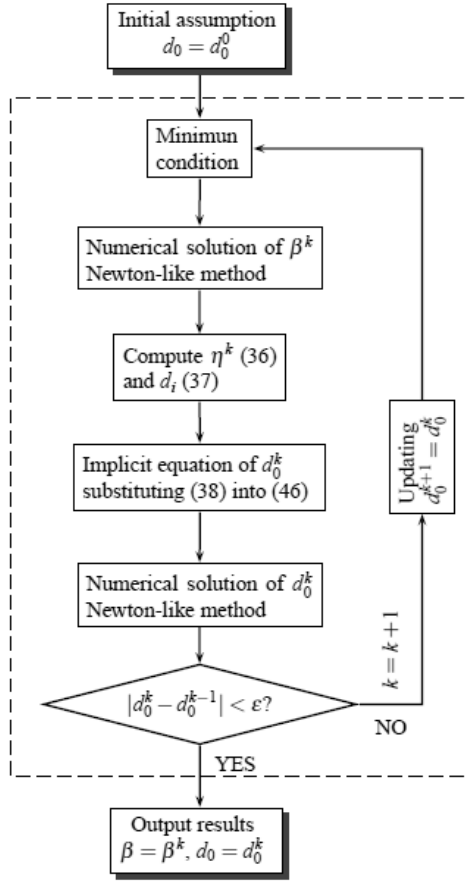 Initial assumption
d₀ = d₀⁰
Minimun
condition
Numerical solution of βᵏ
Newton-like method
Compute ηᵏ (36)
and dᵢ (37)
Implicit equation of d₀ᵏ
substituting (38) into (46)
Numerical solution of d₀ᵏ
Newton-like method
|d₀ᵏ − d₀ᵏ⁻¹| < ε?
NO
YES
k = k + 1
Updating
d₀ᵏ⁺¹ = d₀ᵏ
Output results
β = βᵏ, d₀ = d₀ᵏ